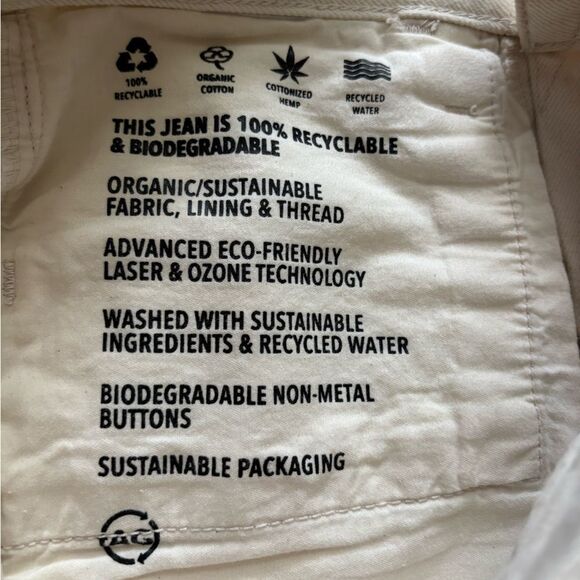 100% RECYCLABLE
ORGANIC COTTON
COTTONIZED HEMP
RECYCLED WATER
THIS JEAN IS 100% RECYCLABLE
& BIODEGRADABLE
ORGANIC/SUSTAINABLE
FABRIC, LINING & THREAD
ADVANCED ECO-FRIENDLY
LASER & OZONE TECHNOLOGY
WASHED WITH SUSTAINABLE
INGREDIENTS & RECYCLED WATER
BIODEGRADABLE NON-METAL
BUTTONS
SUSTAINABLE PACKAGING
AG